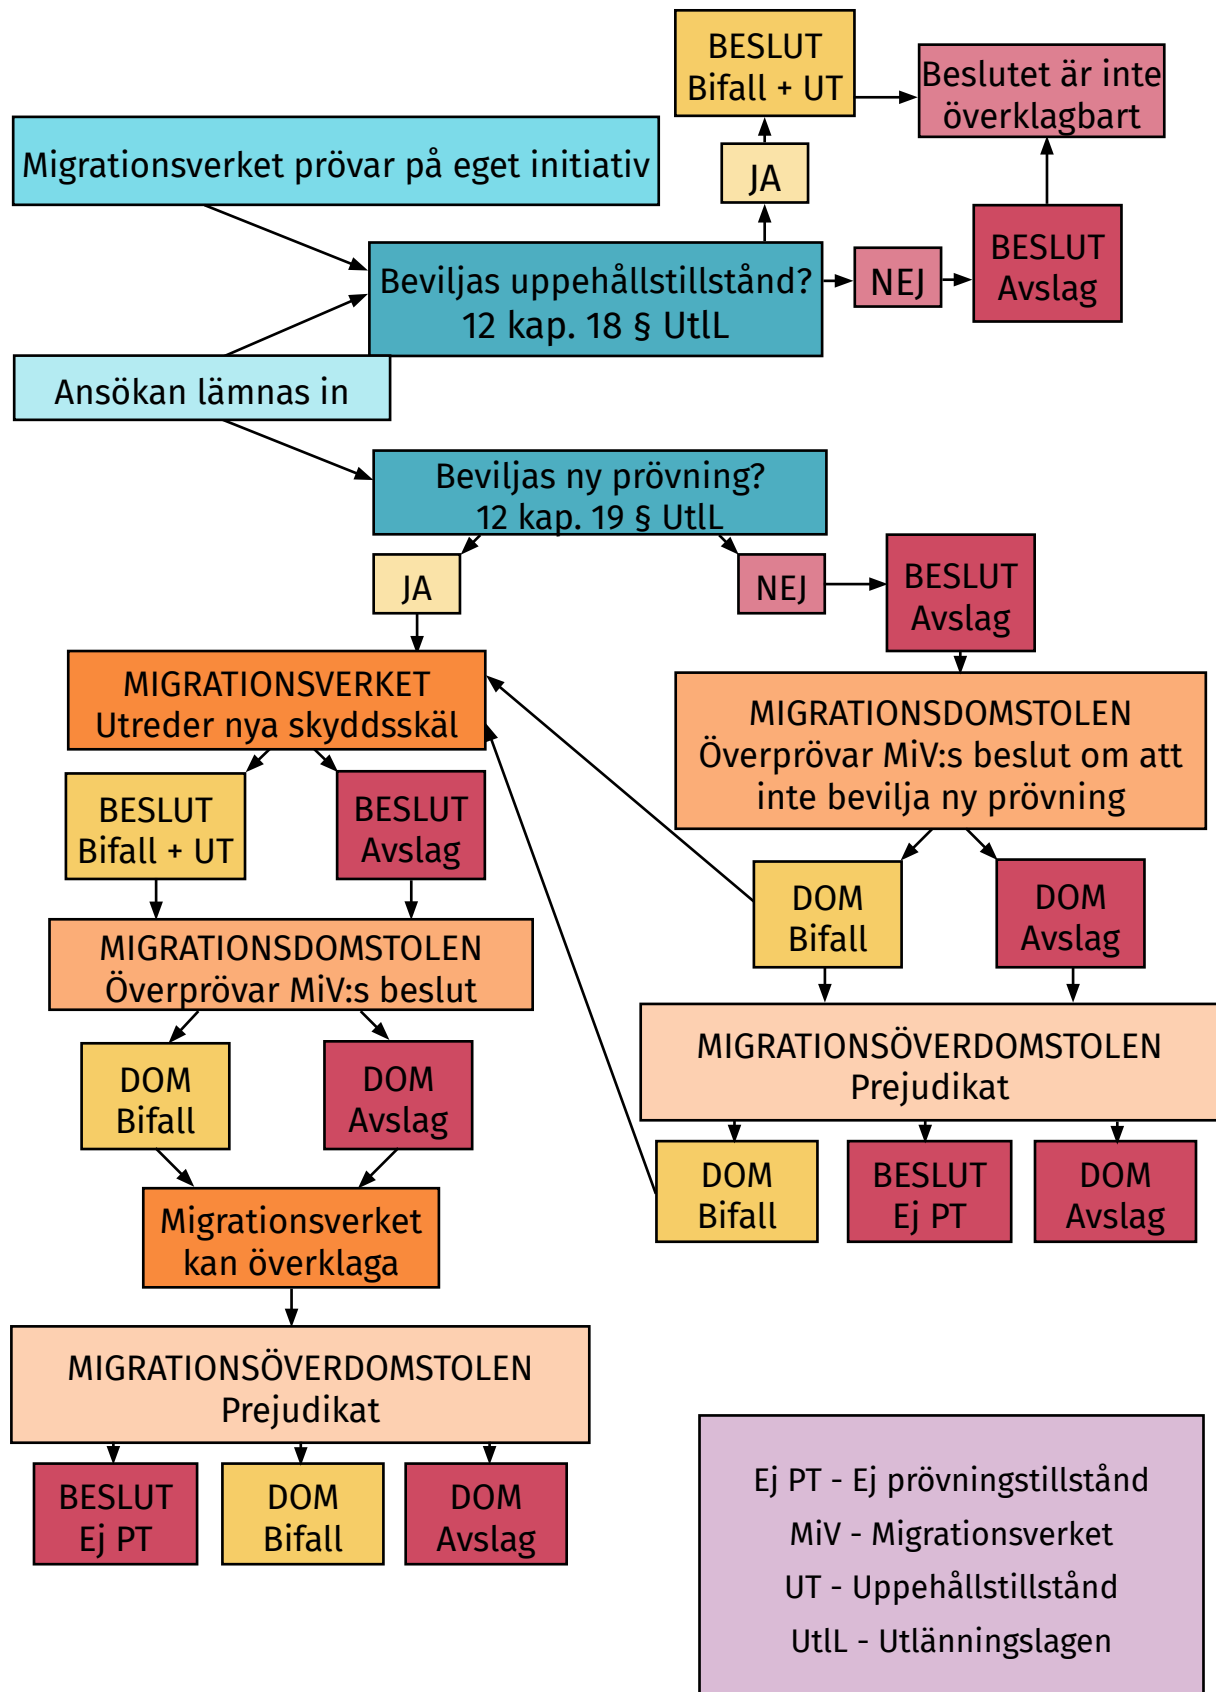 BESLUT
Bifall + UT
Beslutet är inte
överklagbart
Migrationsverket prövar på eget initiativ
JA
Beviljas uppehållstillstånd?
12 kap. 18 § UtlL
NEJ
BESLUT
Avslag
Ansökan lämnas in
Beviljas ny prövning?
12 kap. 19 § UtlL
JA
NEJ
BESLUT
Avslag
MIGRATIONSVERKET
Utreder nya skyddsskäl
MIGRATIONSDOMSTOLEN
Överprövar MiV:s beslut om att
inte bevilja ny prövning
BESLUT
Bifall + UT
BESLUT
Avslag
DOM
Bifall
DOM
Avslag
MIGRATIONSDOMSTOLEN
Överprövar MiV:s beslut
MIGRATIONSÖVERDOMSTOLEN
Prejudikat
DOM
Bifall
DOM
Avslag
DOM
Bifall
BESLUT
Ej PT
DOM
Avslag
Migrationsverket
kan överklaga
MIGRATIONSÖVERDOMSTOLEN
Prejudikat
BESLUT
Ej PT
DOM
Bifall
DOM
Avslag
Ej PT - Ej prövningstillstånd
MiV - Migrationsverket
UT - Uppehållstillstånd
UtlL - Utlänningslagen